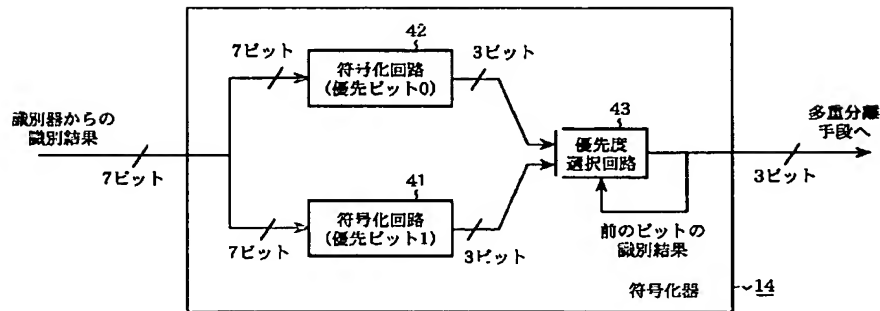 42
7ビット
3ビット
符号化回路
(優先ビット0)
識別器からの
識別結果
7ビット
43
優先度
選択回路
多重分離
手段へ
3ビット
41
7ビット
符号化回路
(優先ビット1)
3ビット
前のビットの
識別結果
符号化器
14